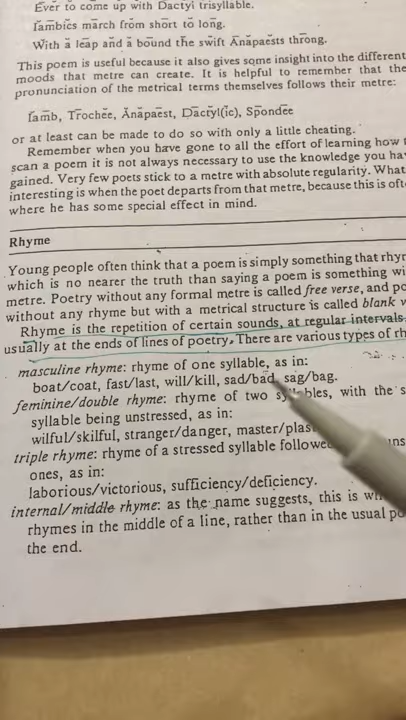 Ever to come up with Dactyl trisyllable.
Iambics march from short to long.
With a leap and a bound the swift Anapaests throng.
This poem is useful because it also gives some insight into the different
moods that metre can create. It is helpful to remember that the
pronunciation of the metrical terms themselves follows their metre:
Iamb, Trochee, Anapaest, Dactyl(ic), Spondee
or at least can be made to do so with only a little cheating.
Remember when you have gone to all the effort of learning how
scan a poem it is not always necessary to use the knowledge you
gained. Very few poets stick to a metre with absolute regularity. What
interesting is when the poet departs from that metre, because this is
where he has some special effect in mind.
Rhyme
Young people often think that a poem is simply something that
which is no nearer the truth than saying a poem is something
metre. Poetry without any formal metre is called free verse, and
without any rhyme but with a metrical structure is called blank
Rhyme is the repetition of certain sounds, at regular intervals
usually at the ends of lines of poetry. There are various types of
masculine rhyme: rhyme of one syllable, as in:
boat/coat, fast/last, will/kill, sad/bad, sag/bag.
feminine/double rhyme: rhyme of two syllables, with the
syllable being unstressed, as in:
wilful/skilful, stranger/danger, master/
triple rhyme: rhyme of a stressed syllable
ones, as in:
laborious/victorious, sufficiency/deficiency.
internal/middle rhyme: as the name suggests, this is
rhymes in the middle of a line, rather than in the usual
the end.